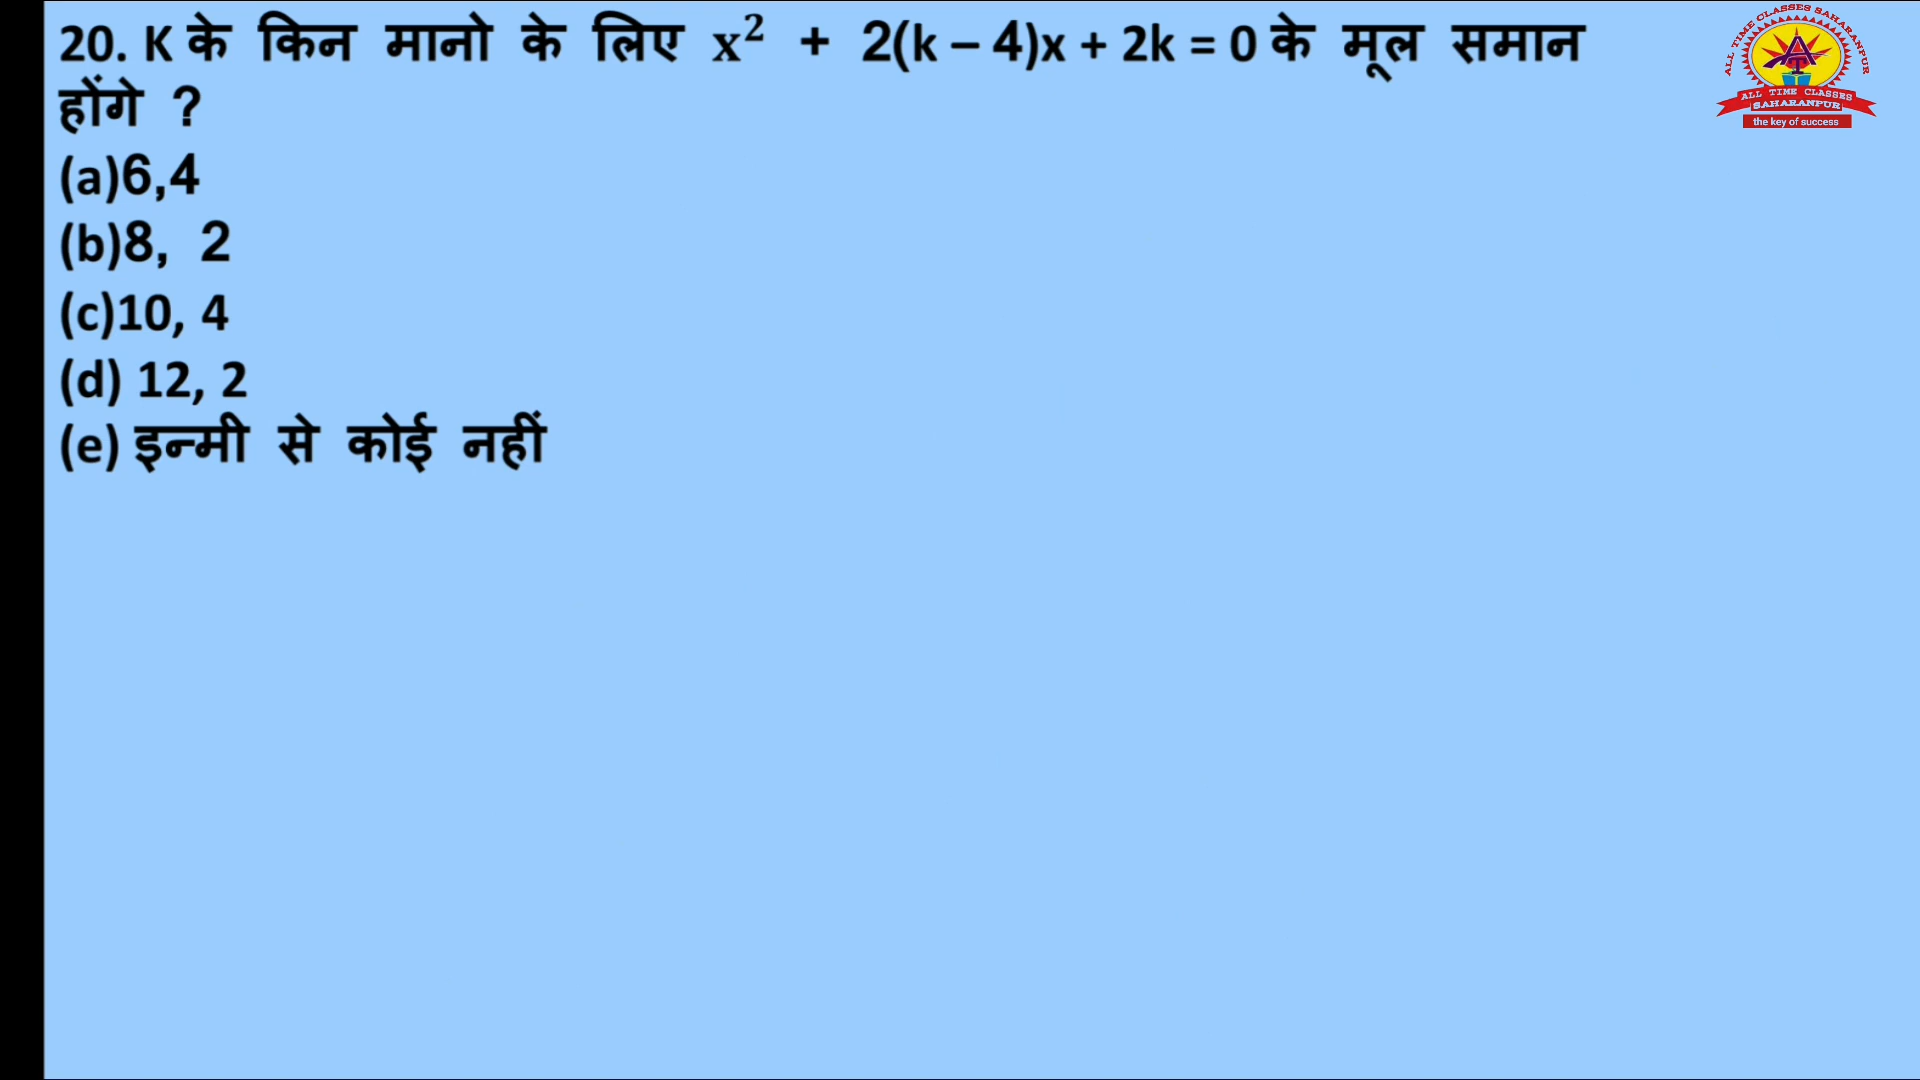 20. K के किन मानो के लिए x² + 2(k – 4)x + 2k = 0 के मूल समान
होंगे ?
(a)6,4
(b)8, 2
(c)10, 4
(d) 12, 2
(e) इन्मी से कोई नहीं
ALL TIME CLASSES SAHARANPUR
AT
ALL TIME CLASSES
SAHARANPUR
the key of success